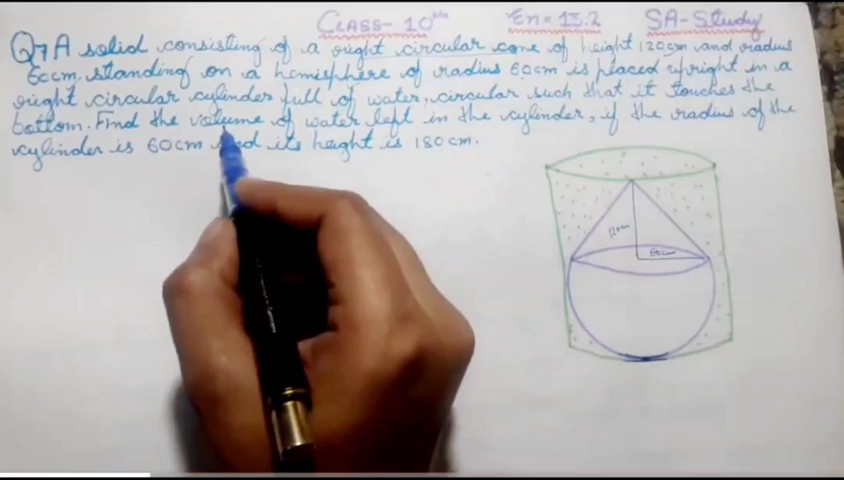 CLASS-10th Ex = 13.2 SA-Study
Q7 A solid consisting of a right circular cone of height 120cm and radius
60cm standing on a hemisphere of radius 60cm is placed upright in a
right circular cylinder full of water, circular such that it touches the
bottom. Find the volume of water left in the cylinder, if the radius of the
cylinder is 60cm and its height is 180cm.
120cm
60cm